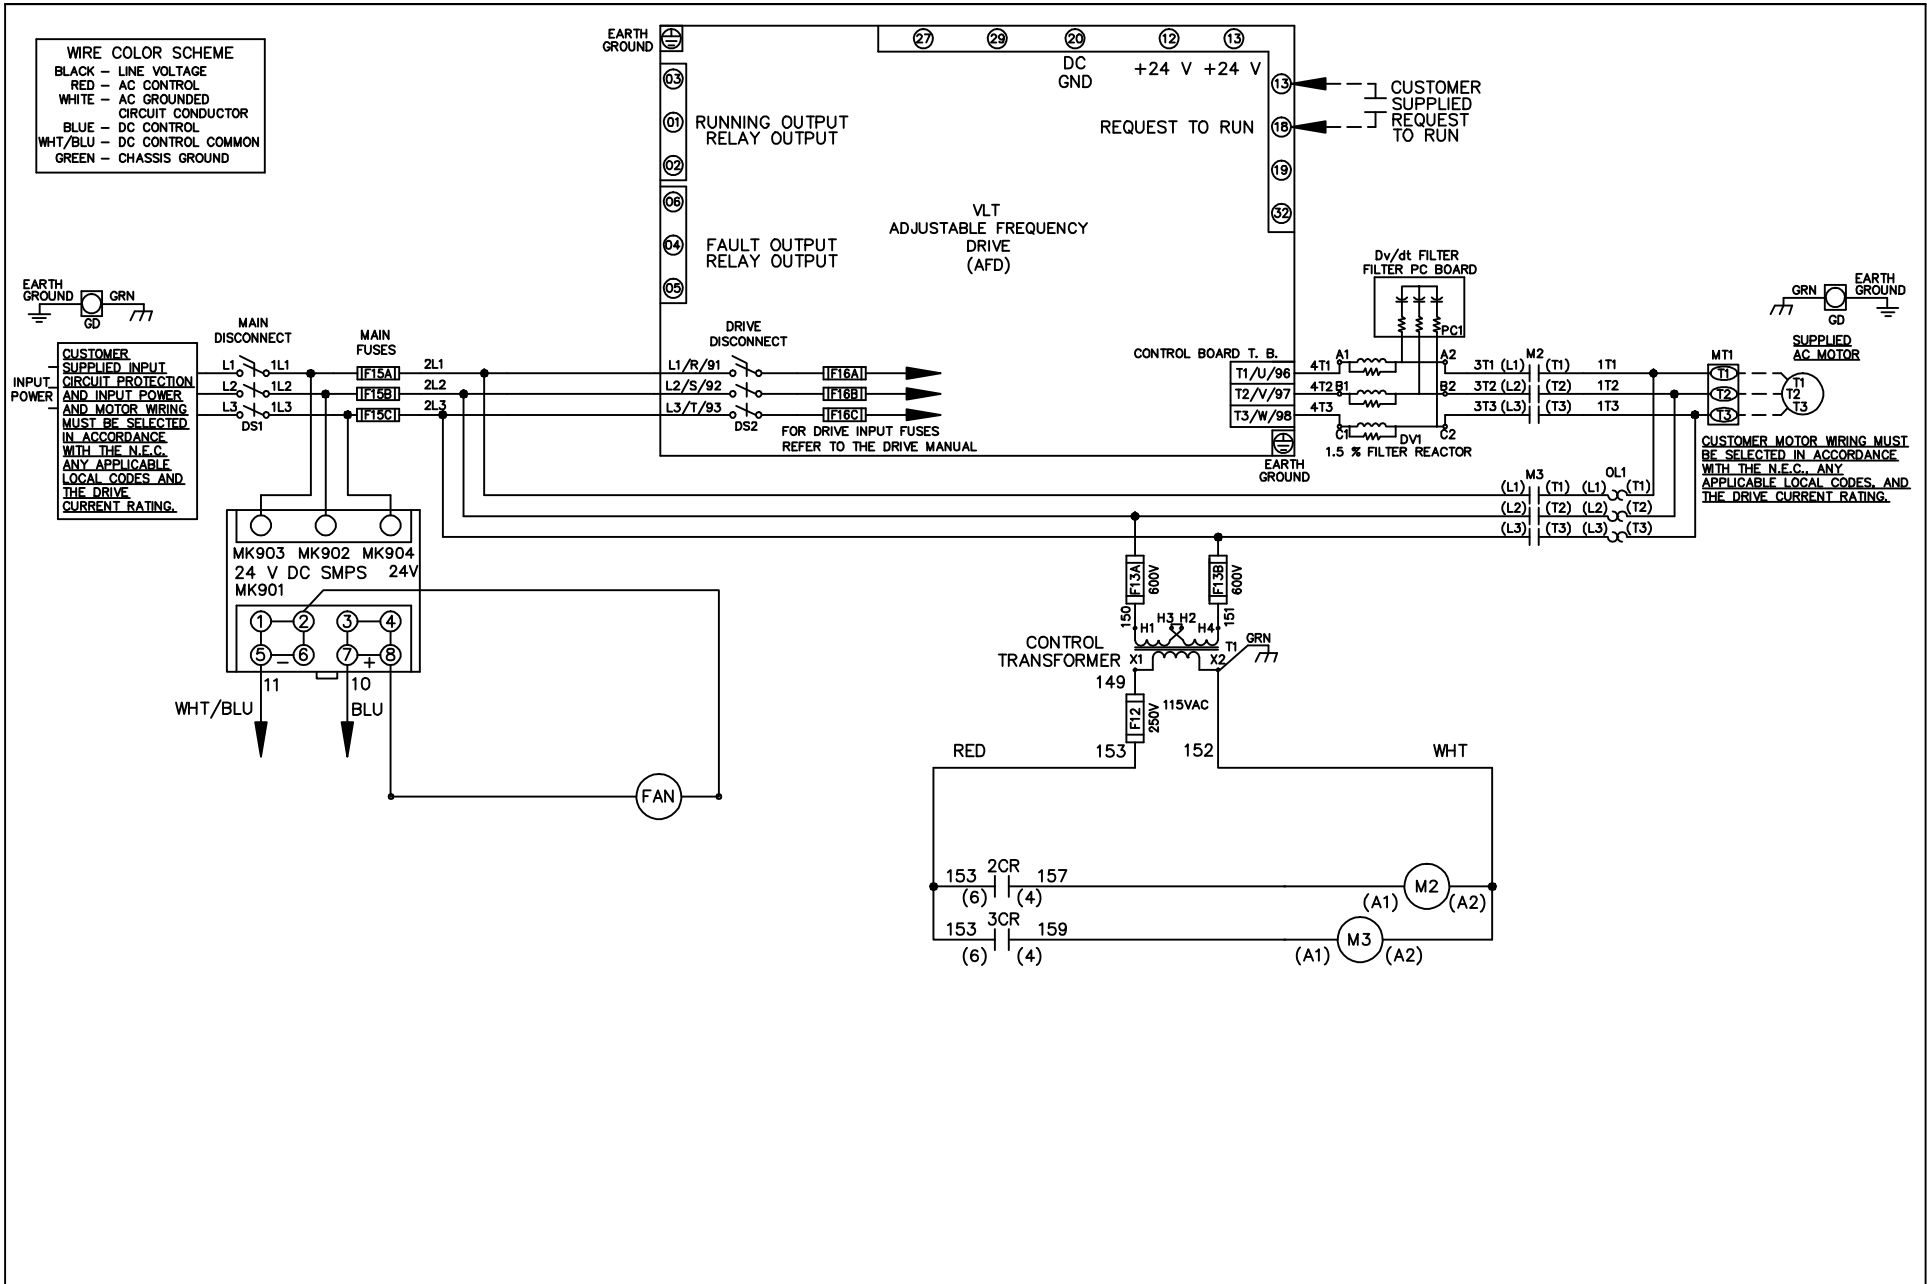 WIRE COLOR SCHEME
BLACK – LINE VOLTAGE
RED – AC CONTROL
WHITE – AC GROUNDED
CIRCUIT CONDUCTOR
BLUE – DC CONTROL
WHT/BLU – DC CONTROL COMMON
GREEN – CHASSIS GROUND
EARTH
GROUND
27 29 20 12 13
DC
GND
+24 V +24 V
03
01
02
RUNNING OUTPUT
RELAY OUTPUT
06
04
05
FAULT OUTPUT
RELAY OUTPUT
VLT
ADJUSTABLE FREQUENCY
DRIVE
(AFD)
REQUEST TO RUN
13
18
19
32
CUSTOMER
SUPPLIED
REQUEST
TO RUN
EARTH
GROUND
GRN
GD
INPUT
POWER
CUSTOMER
SUPPLIED INPUT
CIRCUIT PROTECTION
AND INPUT POWER
AND MOTOR WIRING
MUST BE SELECTED
IN ACCORDANCE
WITH THE N.E.C.
ANY APPLICABLE
LOCAL CODES AND
THE DRIVE
CURRENT RATING.
MAIN
DISCONNECT
L1 1L1
L2 1L2
L3 1L3
DS1
MAIN
FUSES
F15A 2L1
F15B 2L2
F15C 2L3
DRIVE
DISCONNECT
L1/R/91 F16A
L2/S/92 F16B
L3/T/93 F16C
DS2
FOR DRIVE INPUT FUSES
REFER TO THE DRIVE MANUAL
CONTROL BOARD T. B.
T1/U/96
T2/V/97
T3/W/98
EARTH
GROUND
Dv/dt FILTER
FILTER PC BOARD
PC1
4T1 A1 A2
4T2 B1 B2
4T3 C1 C2
DV1
1.5 % FILTER REACTOR
M2
3T1 (L1) (T1) 1T1
3T2 (L2) (T2) 1T2
3T3 (L3) (T3) 1T3
M3 OL1
(L1) (T1) (L1) (T1)
(L2) (T2) (L2) (T2)
(L3) (T3) (L3) (T3)
GRN
EARTH
GROUND
GD
SUPPLIED
AC MOTOR
MT1
T1
T2
T3
T1
T2
T3
CUSTOMER MOTOR WIRING MUST
BE SELECTED IN ACCORDANCE
WITH THE N.E.C., ANY
APPLICABLE LOCAL CODES, AND
THE DRIVE CURRENT RATING.
MK903 MK902 MK904
24 V DC SMPS 24V
MK901
1 2 3 4
5 – 6 7 + 8
11 10
WHT/BLU BLU
FAN
F13A
600V
F13B
600V
150 151
H1 H3 H2 H4
T1
GRN
CONTROL
TRANSFORMER
X1 X2
149
F12
250V
115VAC
153 152
RED WHT
153 2CR 157
(6) (4)
M2
(A1) (A2)
153 3CR 159
(6) (4)
M3
(A1) (A2)